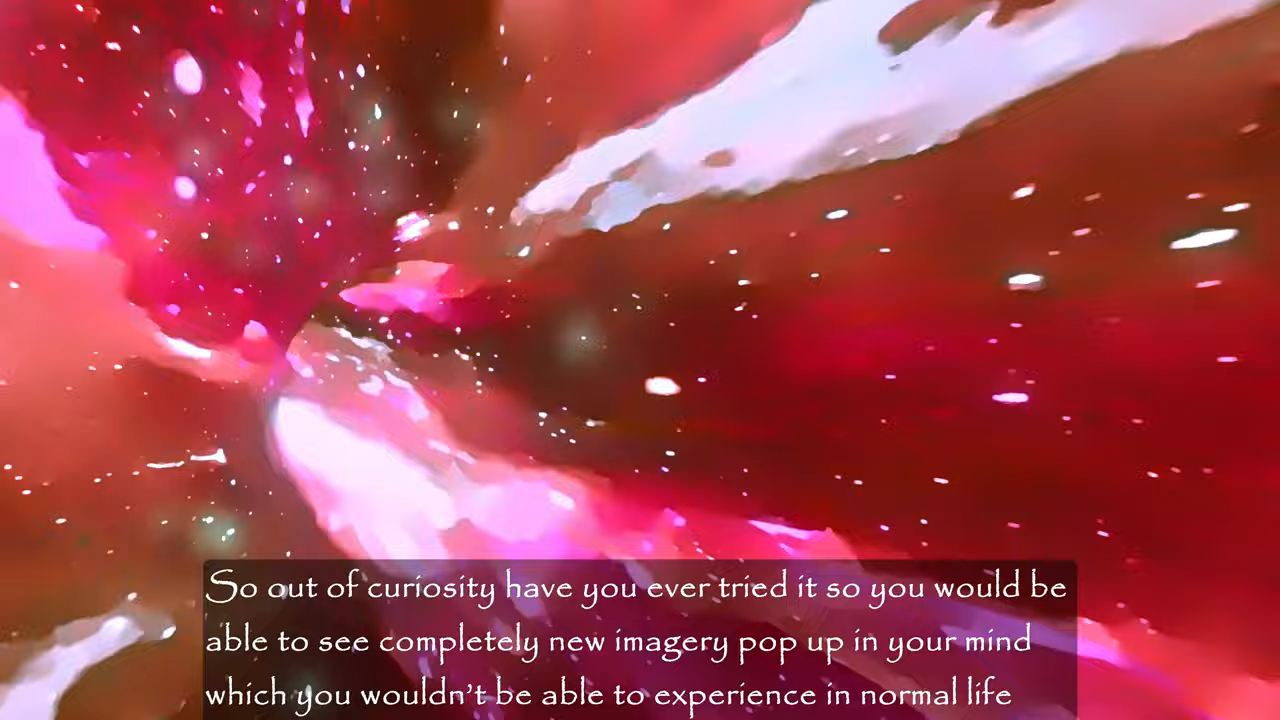 So out of curiosity have you ever tried it so you would be
able to see completely new imagery pop up in your mind
which you wouldn't be able to experience in normal life